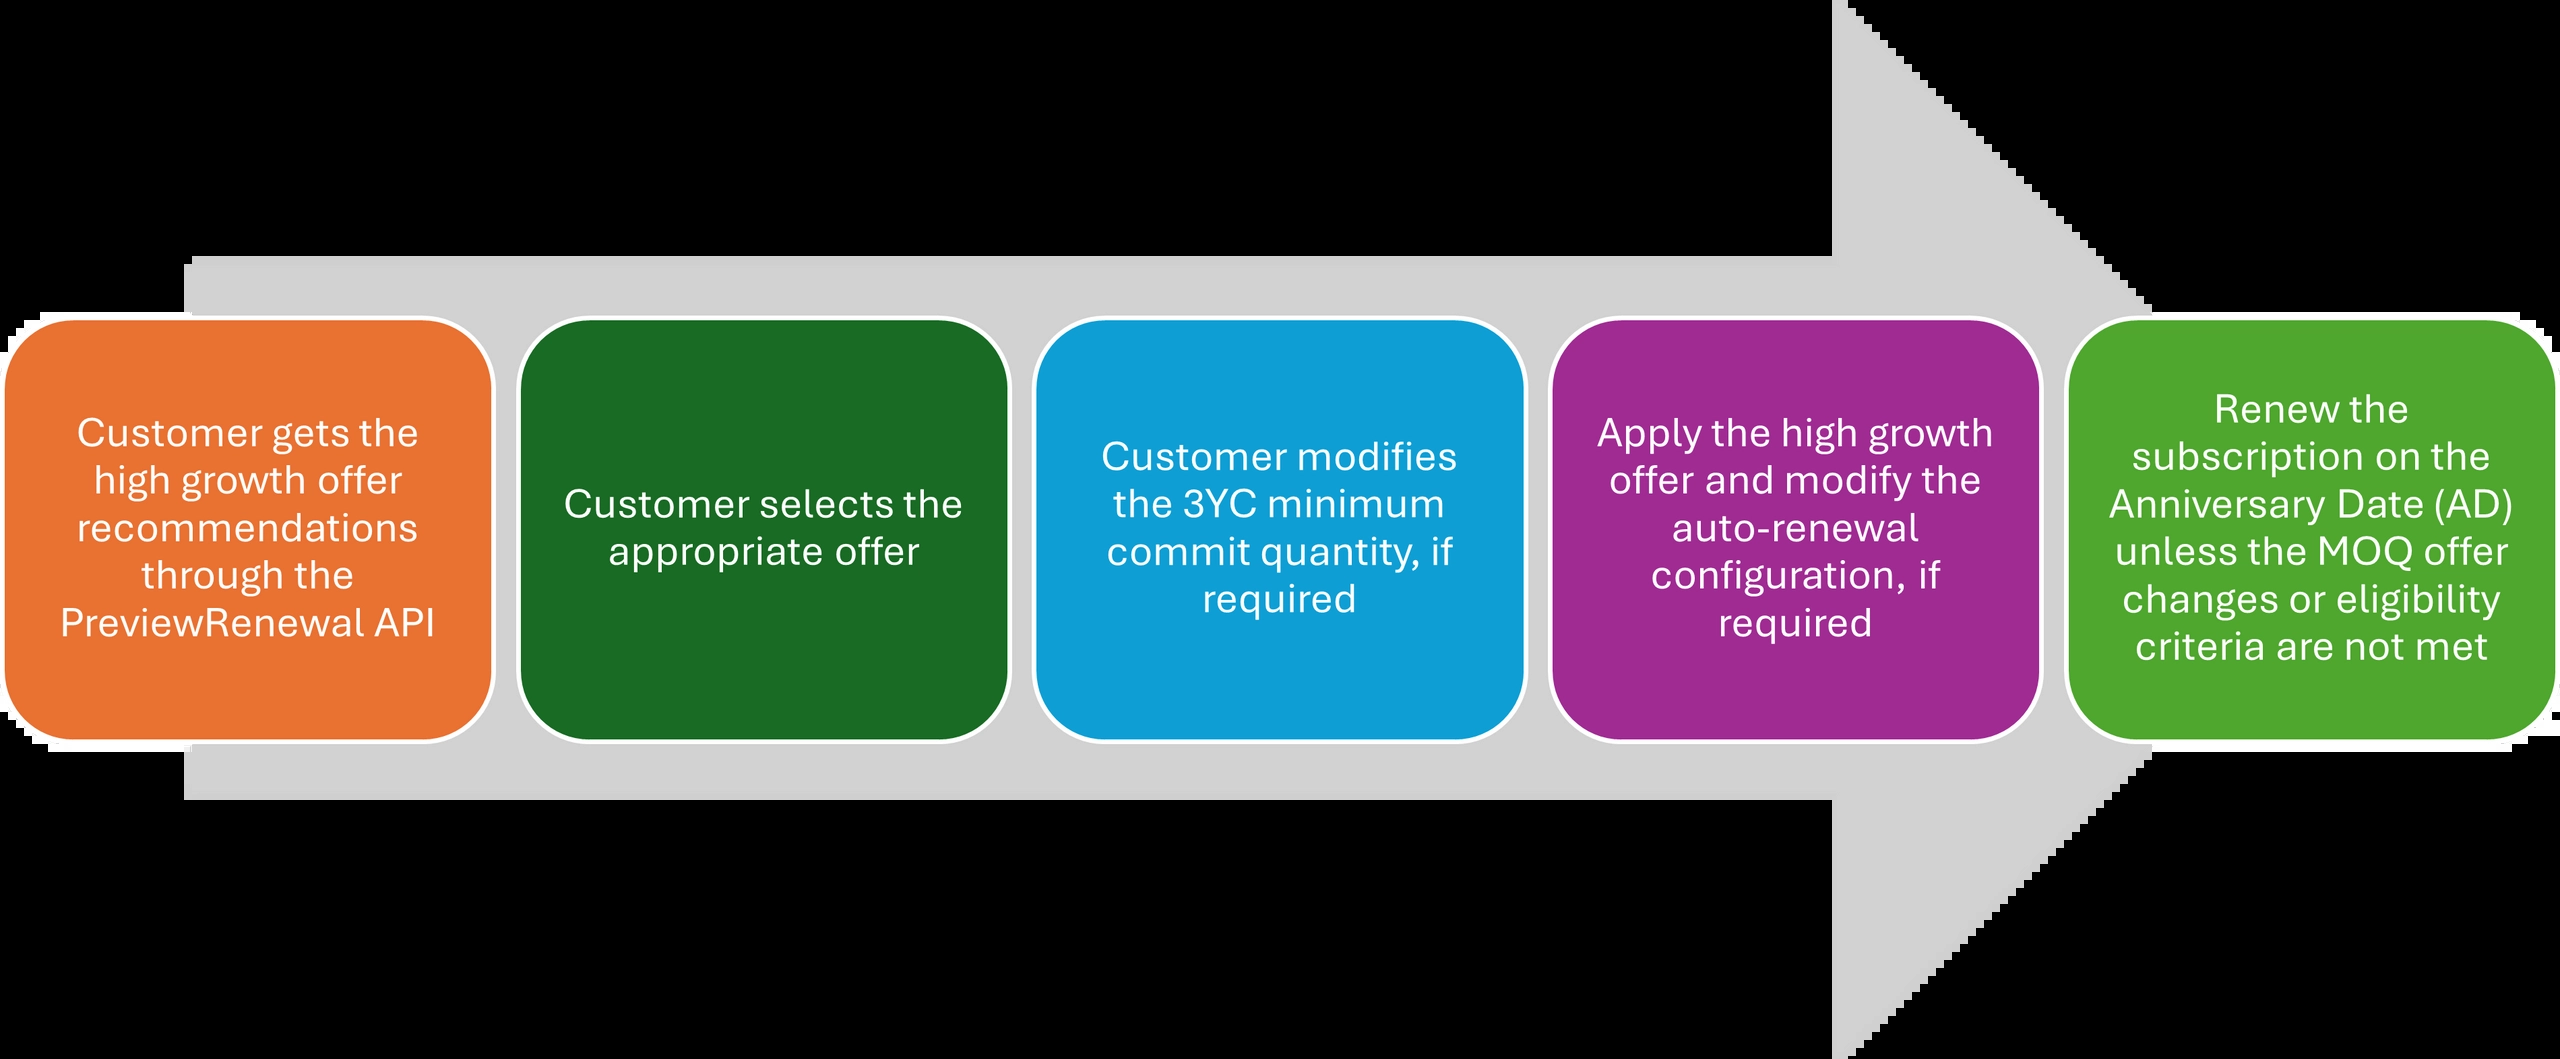 Customer gets the
high growth offer
recommendations
through the
PreviewRenewal API
Customer selects the
appropriate offer
Customer modifies
the 3YC minimum
commit quantity, if
required
Apply the high growth
offer and modify the
auto-renewal
configuration, if
required
Renew the
subscription on the
Anniversary Date (AD)
unless the MOQ offer
changes or eligibility
criteria are not met